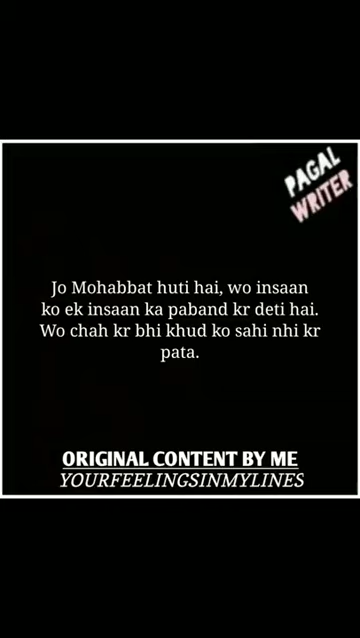 PAGAL
WRITER
Jo Mohabbat huti hai, wo insaan
ko ek insaan ka paband kr deti hai.
Wo chah kr bhi khud ko sahi nhi kr
pata.
ORIGINAL CONTENT BY ME
YOURFEELINGSINMYLINES